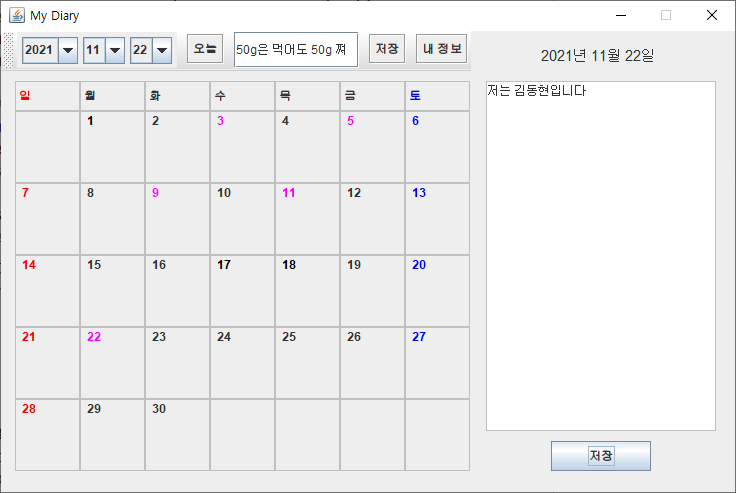 My Diary
2021 11 22 오늘 50g은 먹어도 50g 쪄 저장 내 정보
2021년 11월 22일
일 월 화 수 목 금 토
1 2 3 4 5 6
7 8 9 10 11 12 13
14 15 16 17 18 19 20
21 22 23 24 25 26 27
28 29 30
저는 김동현입니다
저장